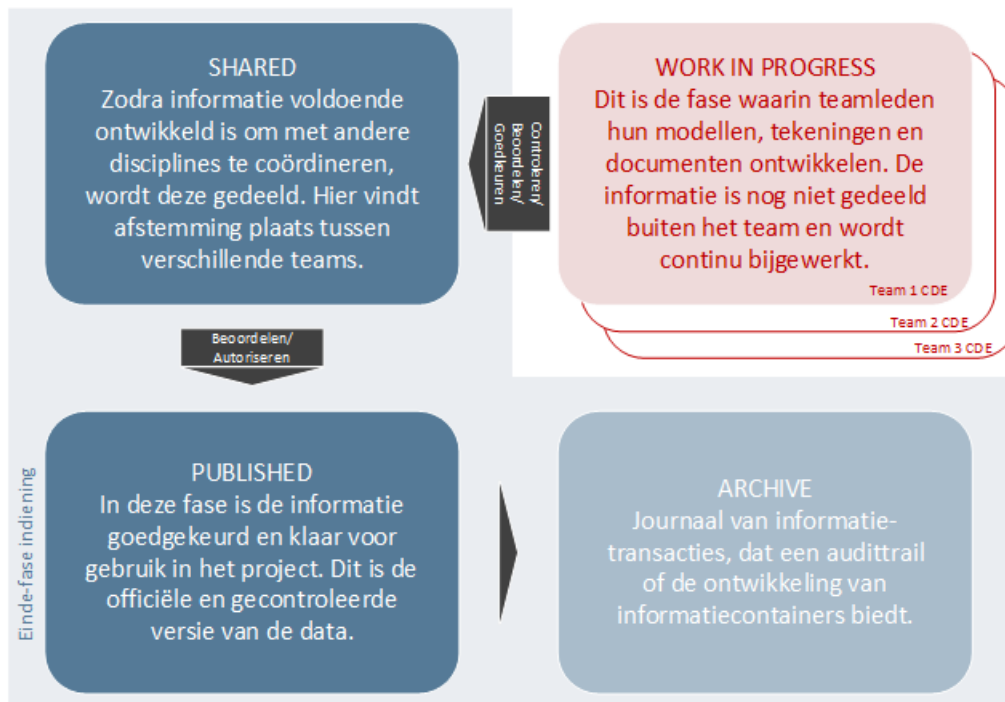 SHARED
Zodra informatie voldoende
ontwikkeld is om met andere
disciplines te coördineren,
wordt deze gedeeld. Hier vindt
afstemming plaats tussen
verschillende teams.
Controleren/
Beoordelen/
Goedkeuren
WORK IN PROGRESS
Dit is de fase waarin teamleden
hun modellen, tekeningen en
documenten ontwikkelen. De
informatie is nog niet gedeeld
buiten het team en wordt
continu bijgewerkt.
Team 1 CDE
Team 2 CDE
Team 3 CDE
Beoordelen/
Autoriseren
Einde-fase indiening
PUBLISHED
In deze fase is de informatie
goedgekeurd en klaar voor
gebruik in het project. Dit is de
officiële en gecontroleerde
versie van de data.
ARCHIVE
Journaal van informatie-
transacties, dat een audittrail
of de ontwikkeling van
informatiecontainers biedt.